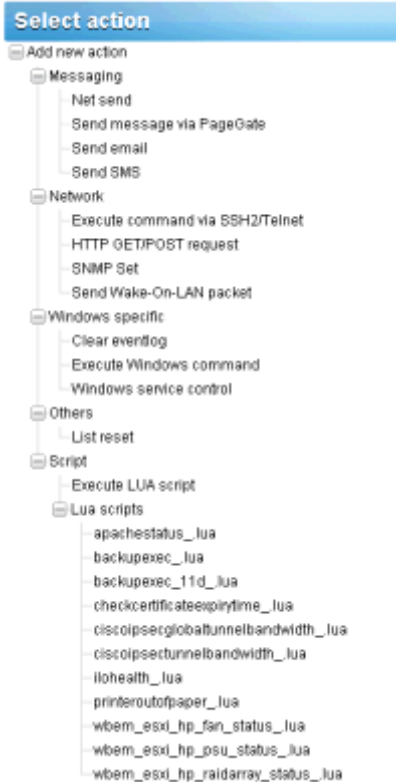 Select action
Add new action
Messaging
Net send
Send message via PageGate
Send email
Send SMS
Network
Execute command via SSH2/Telnet
HTTP GET/POST request
SNMP Set
Send Wake-On-LAN packet
Windows specific
Clear eventlog
Execute Windows command
Windows service control
Others
List reset
Script
Execute LUA script
Lua scripts
apachestatus_.lua
backupexec_.lua
backupexec_11d_.lua
checkcertificateexpirytime_.lua
ciscoipsecglobaltunnelbandwidth_.lua
ciscoipsectunnelbandwidth_.lua
ilohealth_.lua
printeroutofpaper_.lua
wbem_esxi_hp_fan_status_.lua
wbem_esxi_hp_psu_status_.lua
wbem_esxi_hp_raidarray_status_.lua